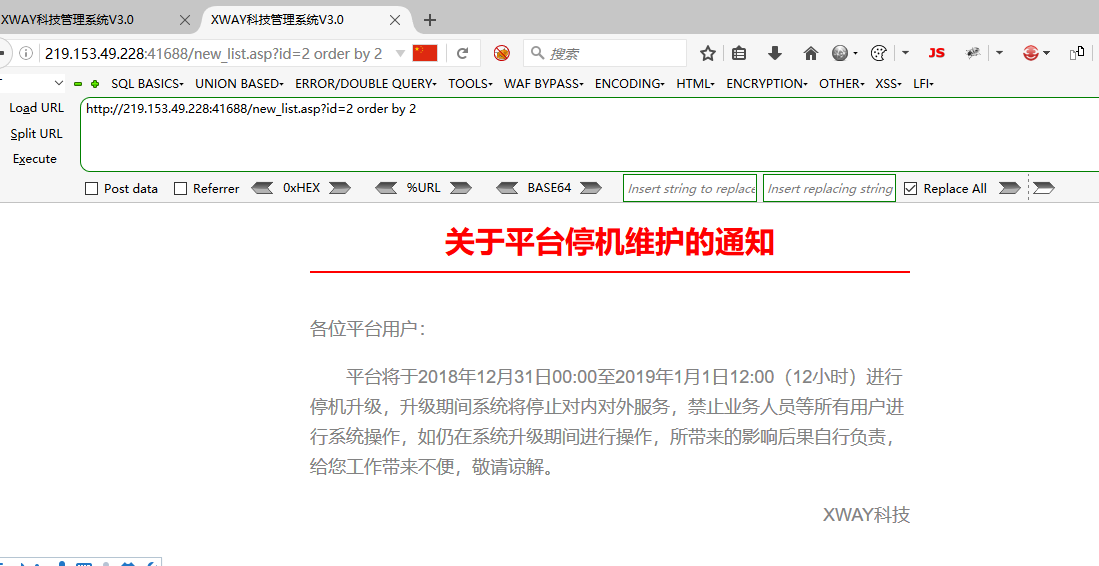 XWAY科技管理系统V3.0
XWAY科技管理系统V3.0
219.153.49.228:41688/new_list.asp?id=2 order by 2
搜索
JS
SQL BASICS
UNION BASED
ERROR/DOUBLE QUERY
TOOLS
WAF BYPASS
ENCODING
HTML
ENCRYPTION
OTHER
XSS
LFI
Load URL
http://219.153.49.228:41688/new_list.asp?id=2 order by 2
Split URL
Execute
Post data
Referrer
0xHEX
%URL
BASE64
Insert string to replace
Insert replacing string
Replace All
关于平台停机维护的通知
各位平台用户：
平台将于2018年12月31日00:00至2019年1月1日12:00（12小时）进行
停机升级，升级期间系统将停止对内对外服务，禁止业务人员等所有用户进
行系统操作，如仍在系统升级期间进行操作，所带来的影响后果自行负责，
给您工作带来不便，敬请谅解。
XWAY科技